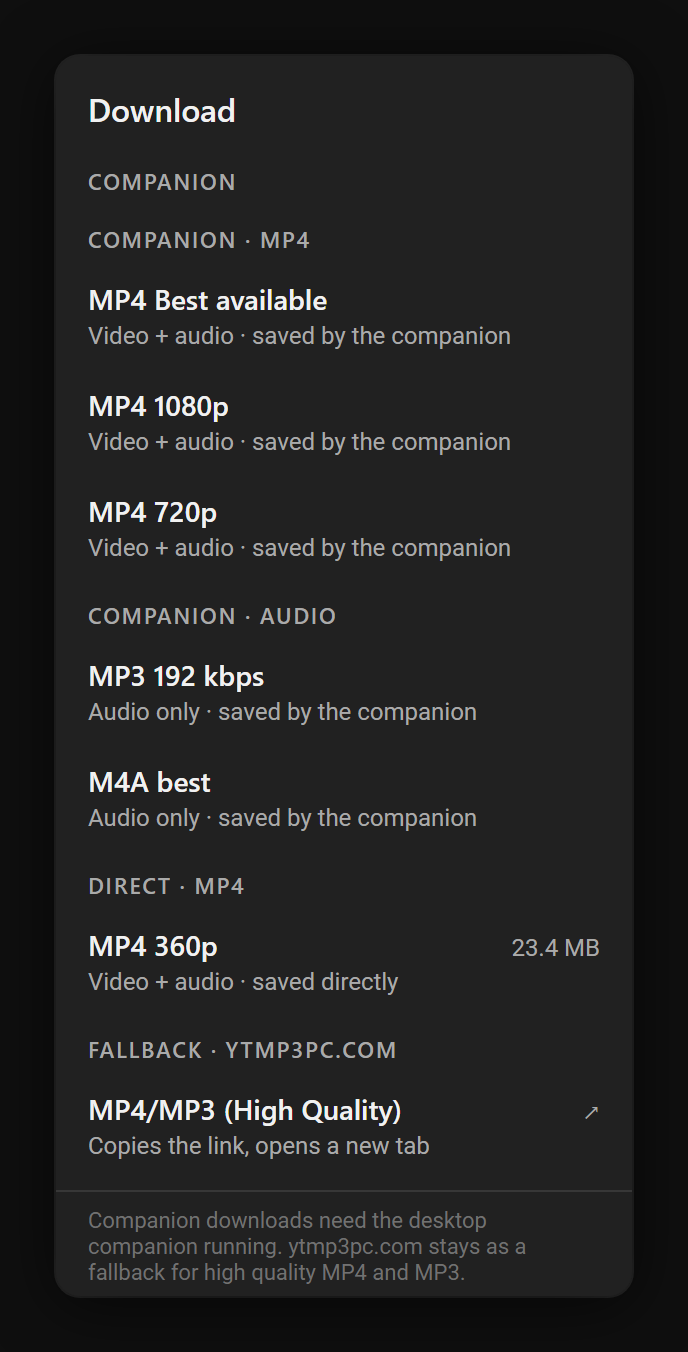 Download
COMPANION
COMPANION · MP4
MP4 Best available
Video + audio · saved by the companion
MP4 1080p
Video + audio · saved by the companion
MP4 720p
Video + audio · saved by the companion
COMPANION · AUDIO
MP3 192 kbps
Audio only · saved by the companion
M4A best
Audio only · saved by the companion
DIRECT · MP4
MP4 360p 23.4 MB
Video + audio · saved directly
FALLBACK · YTMP3PC.COM
MP4/MP3 (High Quality) ↗
Copies the link, opens a new tab
Companion downloads need the desktop
companion running. ytmp3pc.com stays as a
fallback for high quality MP4 and MP3.